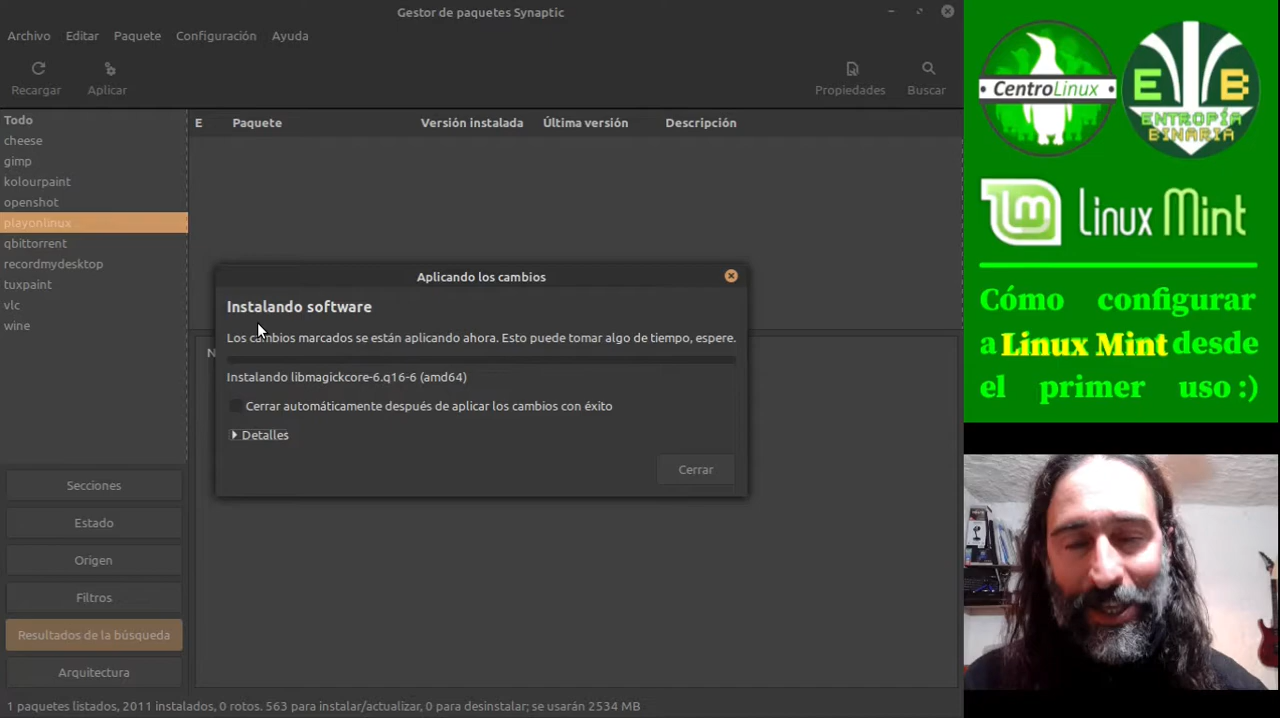 Gestor de paquetes Synaptic
Archivo Editar Paquete Configuración Ayuda
Recargar Aplicar Propiedades Buscar
Todo
cheese
gimp
kolourpaint
openshot
playonlinux
qbittorrent
recordmydesktop
tuxpaint
vlc
wine
E Paquete Versión instalada Última versión Descripción
Aplicando los cambios
Instalando software
Los cambios marcados se están aplicando ahora. Esto puede tomar algo de tiempo, espere.
Instalando libmagickcore-6.q16-6 (amd64)
Cerrar automáticamente después de aplicar los cambios con éxito
Detalles
Cerrar
N
Secciones
Estado
Origen
Filtros
Resultados de la búsqueda
Arquitectura
1 paquetes listados, 2011 instalados, 0 rotos. 563 para instalar/actualizar, 0 para desinstalar; se usarán 2534 MB
CentroLinux
E B
ENTROPÍA
BINARIA
Linux Mint
Cómo configurar
a Linux Mint desde
el primer uso :)